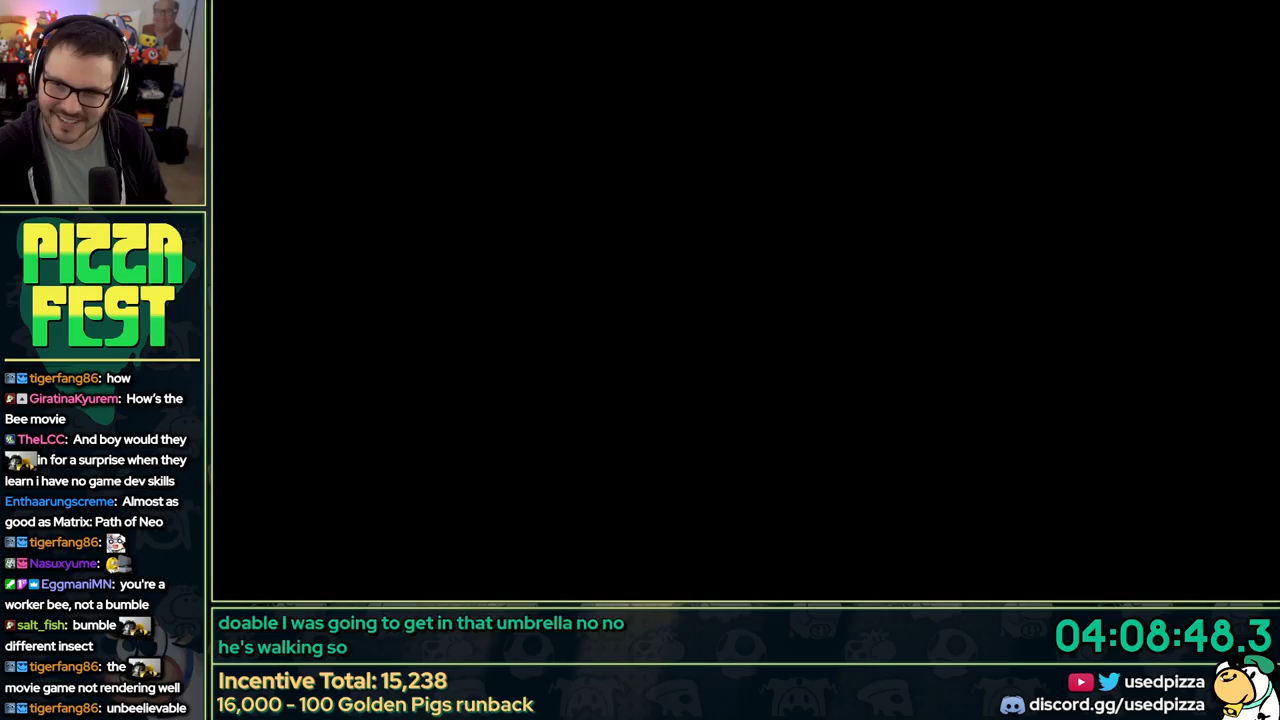 PIZZA
FEST
tigerfang86: how
GiratinaKyurem: How's the
Bee movie
TheLCC: And boy would they
in for a surprise when they
learn i have no game dev skills
Enthaarungscreme: Almost as
good as Matrix: Path of Neo
tigerfang86:
Nasuxyume:
EggmaniMN: you're a
worker bee, not a bumble
salt_fish: bumble
different insect
tigerfang86: the
movie game not rendering well
tigerfang86: unbeelievable
doable I was going to get in that umbrella no no
he's walking so
04:08:48.3
Incentive Total: 15,238
16,000 - 100 Golden Pigs runback
usedpizza
discord.gg/usedpizza